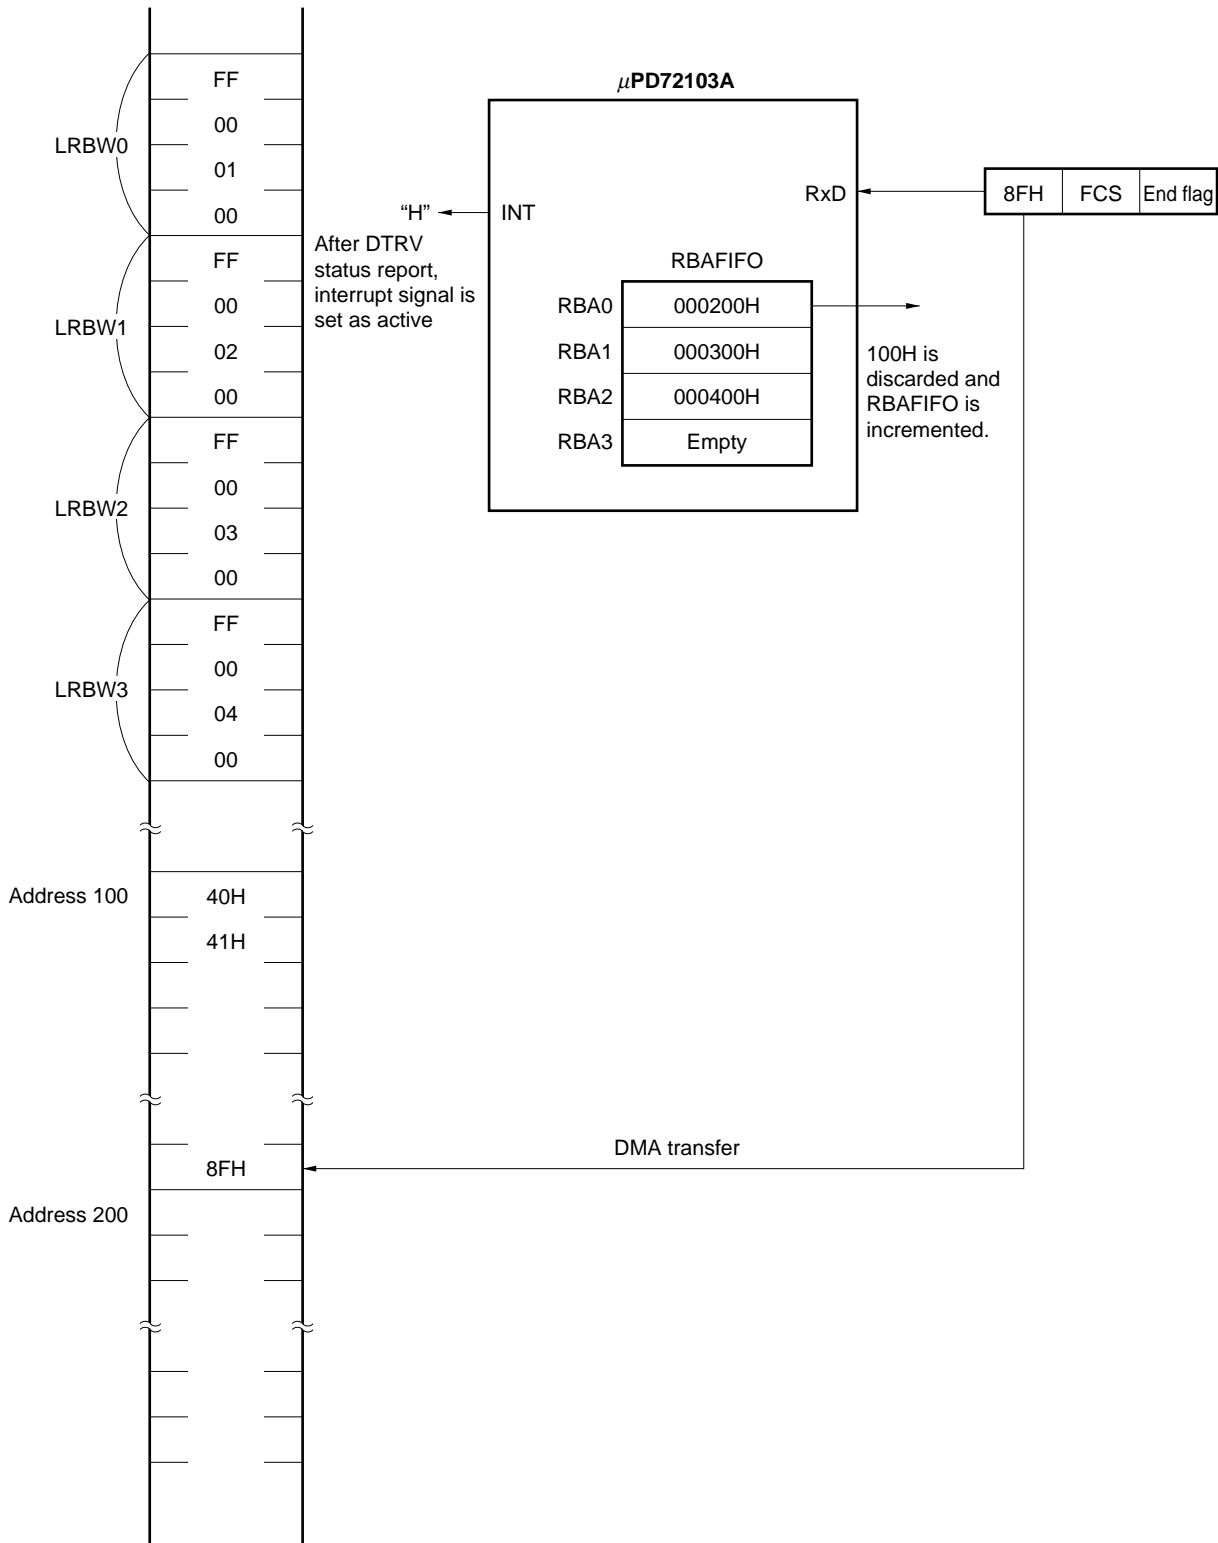 LRBW0
FF
00
01
00
LRBW1
FF
00
02
00
LRBW2
FF
00
03
00
LRBW3
FF
00
04
00
Address 100
40H
41H
8FH
Address 200
μPD72103A
INT
RxD
“H”
After DTRV
status report,
interrupt signal is
set as active
RBAFIFO
RBA0 000200H
RBA1 000300H
RBA2 000400H
RBA3 Empty
100H is
discarded and
RBAFIFO is
incremented.
8FH FCS End flag
DMA transfer